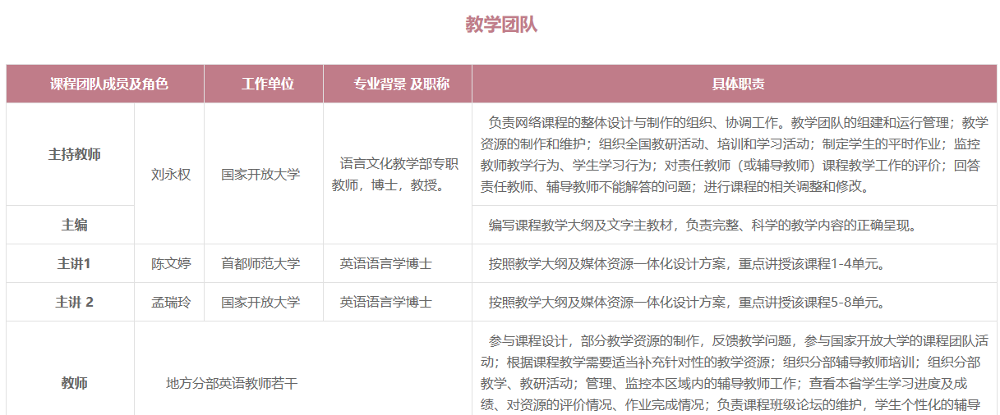 教学团队
课程团队成员及角色 工作单位 专业背景 及职称 具体职责
主持教师 刘永权 国家开放大学 语言文化教学部专职
教师，博士，教授。
负责网络课程的整体设计与制作的组织、协调工作。教学团队的组建和运行管理；教学
资源的制作和维护；组织全国教研活动、培训和学习活动；制定学生的平时作业；监控
教师教学行为、学生学习行为；对责任教师（或辅导教师）课程教学工作的评价；回答
责任教师、辅导教师不能解答的问题；进行课程的相关调整和修改。
主编 编写课程教学大纲及文字主教材，负责完整、科学的教学内容的正确呈现。
主讲1 陈文婷 首都师范大学 英语语言学博士 按照教学大纲及媒体资源一体化设计方案，重点讲授该课程1-4单元。
主讲 2 孟瑞玲 国家开放大学 英语语言学博士 按照教学大纲及媒体资源一体化设计方案，重点讲授该课程5-8单元。
教师 地方分部英语教师若干
参与课程设计，部分教学资源的制作，反馈教学问题，参与国家开放大学的课程团队活
动；根据课程教学需要适当补充针对性的教学资源；组织分部辅导教师培训；组织分部
教学、教研活动；管理、监控本区域内的辅导教师工作；查看本省学生学习进度及成
绩、对资源的评价情况、作业完成情况；负责课程班级论坛的维护，学生个性化的辅导